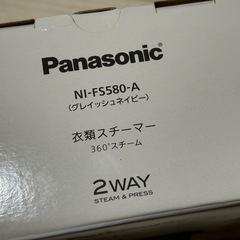 Panasonic
NI-FS580-A
(グレイッシュネイビー)
衣類スチーマー
360°スチーム
2WAY
STEAM & PRESS